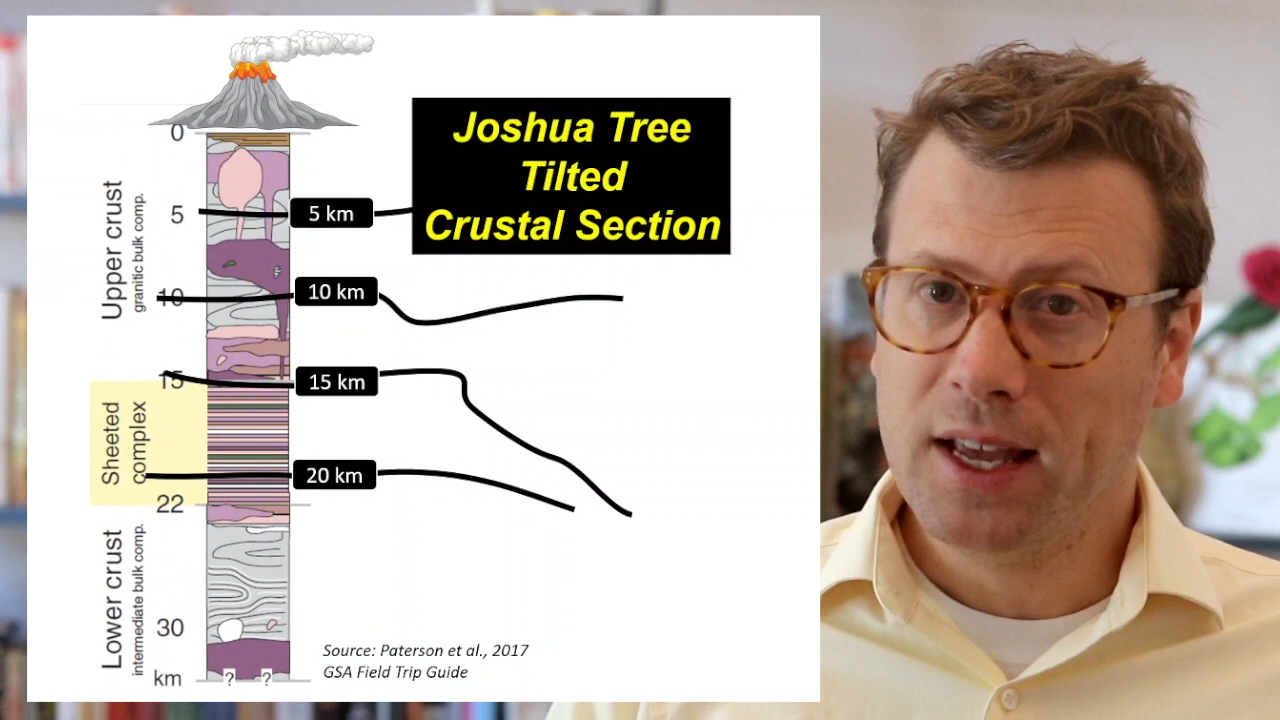 Joshua Tree
Tilted
Crustal Section
0
5
10
15
22
30
km
Upper crust
granitic bulk comp.
Sheeted
complex
Lower crust
intermediate bulk comp.
5 km
10 km
15 km
20 km
? ?
Source: Paterson et al., 2017
GSA Field Trip Guide